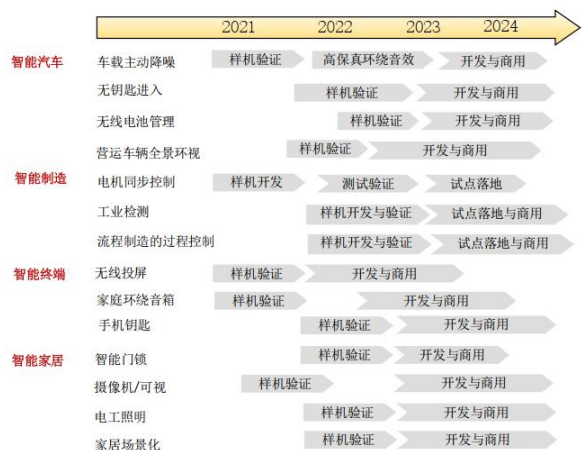 2021 2022 2023 2024
智能汽车 车载主动降噪 样机验证 高保真环绕音效 开发与商用
无钥匙进入 样机验证 开发与商用
无线电池管理 样机验证 开发与商用
营运车辆全景环视 样机验证 开发与商用
智能制造 电机同步控制 样机开发 测试验证 试点落地
工业检测 样机开发与验证 试点落地与商用
流程制造的过程控制 样机开发与验证 试点落地与商用
智能终端 无线投屏 样机验证 开发与商用
家庭环绕音箱 样机验证 开发与商用
手机钥匙 样机验证 开发与商用
智能家居 智能门锁 样机验证 开发与商用
摄像机/可视 样机验证 开发与商用
电工照明 样机验证 开发与商用
家居场景化 样机验证 开发与商用